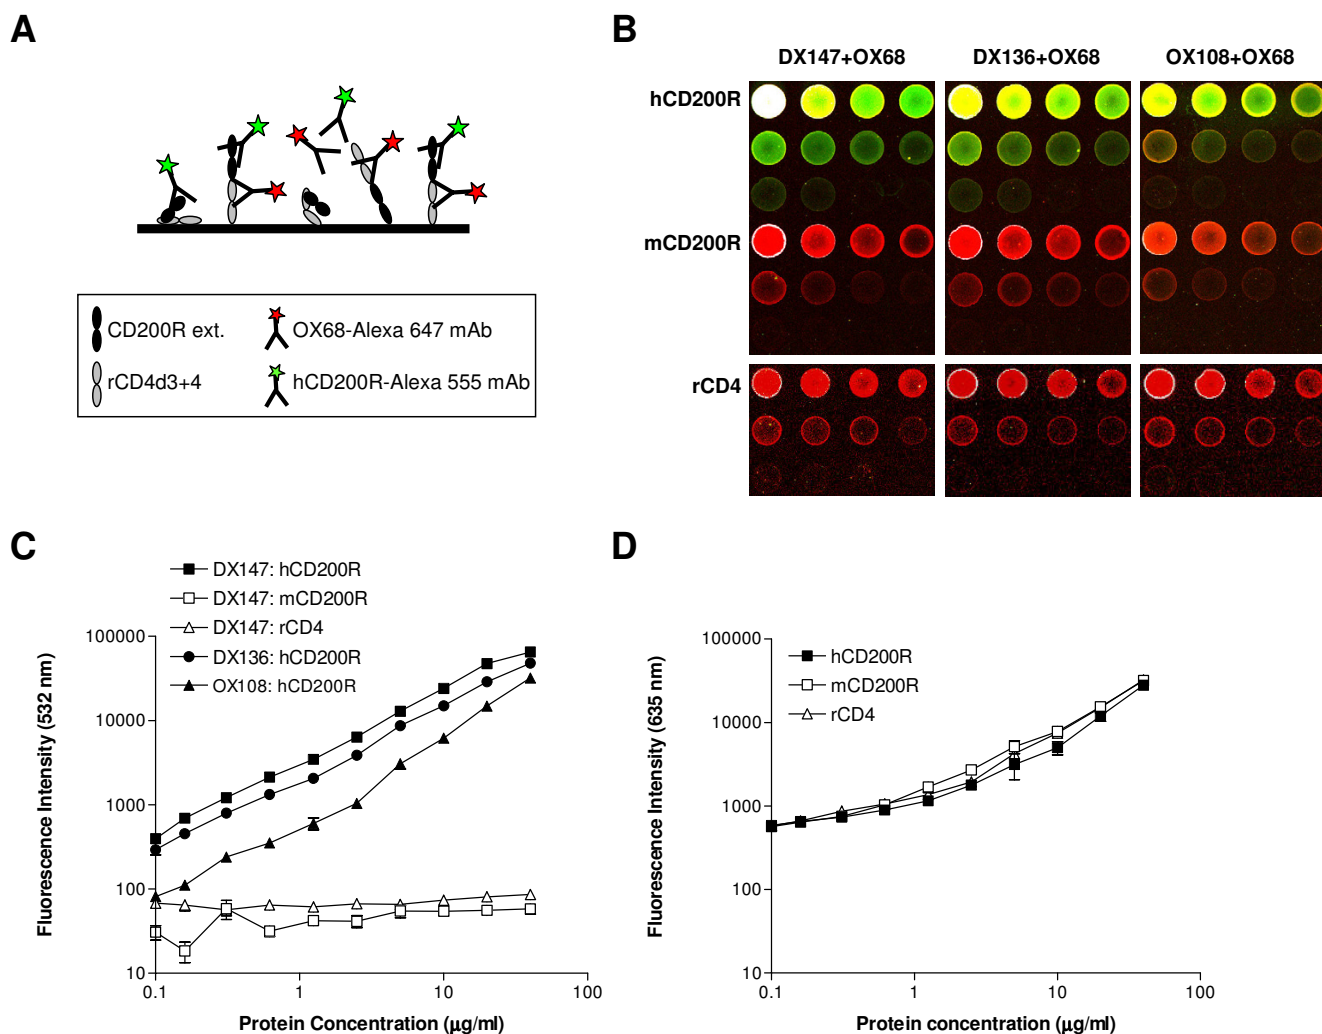 A
CD200R ext.
OX68-Alexa 647 mAb
rCD4d3+4
hCD200R-Alexa 555 mAb
B
DX147+OX68
DX136+OX68
OX108+OX68
hCD200R
mCD200R
rCD4
C
DX147: hCD200R
DX147: mCD200R
DX147: rCD4
DX136: hCD200R
OX108: hCD200R
Fluorescence Intensity (532 nm)
100000
10000
1000
100
10
0.1
1
10
100
Protein Concentration (µg/ml)
D
hCD200R
mCD200R
rCD4
Fluorescence Intensity (635 nm)
100000
10000
1000
100
10
0.1
1
10
100
Protein concentration (µg/ml)